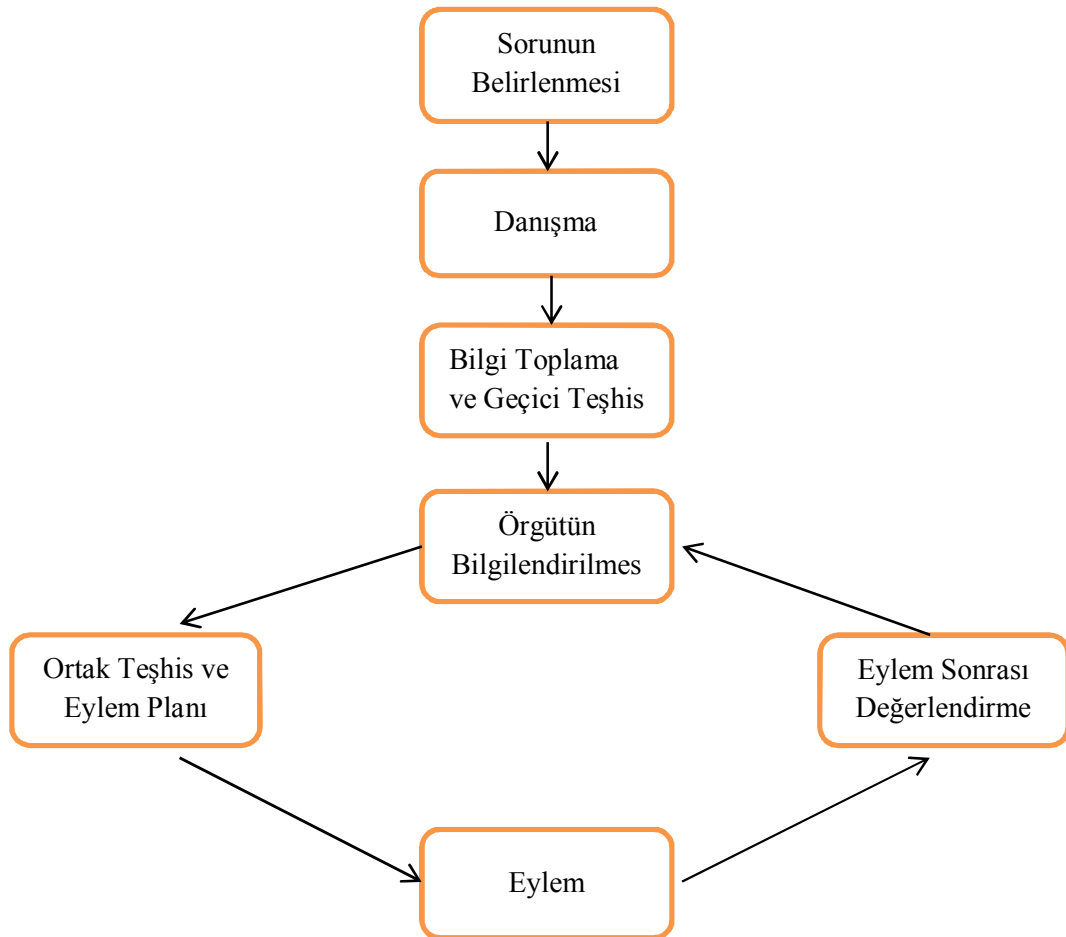 Sorunun
Belirlenmesi
Danışma
Bilgi Toplama
ve Geçici Teşhis
Örgütün
Bilgilendirilmes
Ortak Teşhis ve
Eylem Planı
Eylem Sonrası
Değerlendirme
Eylem